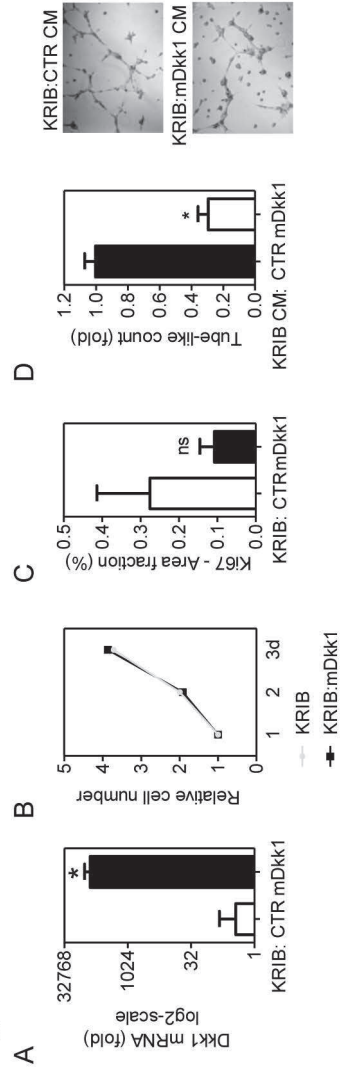 A
Dkk1 mRNA (fold)
log2-scale
32768
1024
32
1
*
KRIB: CTR mDkk1
B
Relative cell number
5
4
3
2
1
0
1 2 3d
KRIB
KRIB:mDkk1
C
Ki67 - Area fraction (%)
0.5
0.4
0.3
0.2
0.1
0.0
ns
KRIB: CTRmDkk1
D
Tube-like count (fold)
1.2
1.0
0.8
0.6
0.4
0.2
0.0
*
KRIB CM: CTR mDkk1
KRIB:CTR CM
KRIB:mDkk1 CM